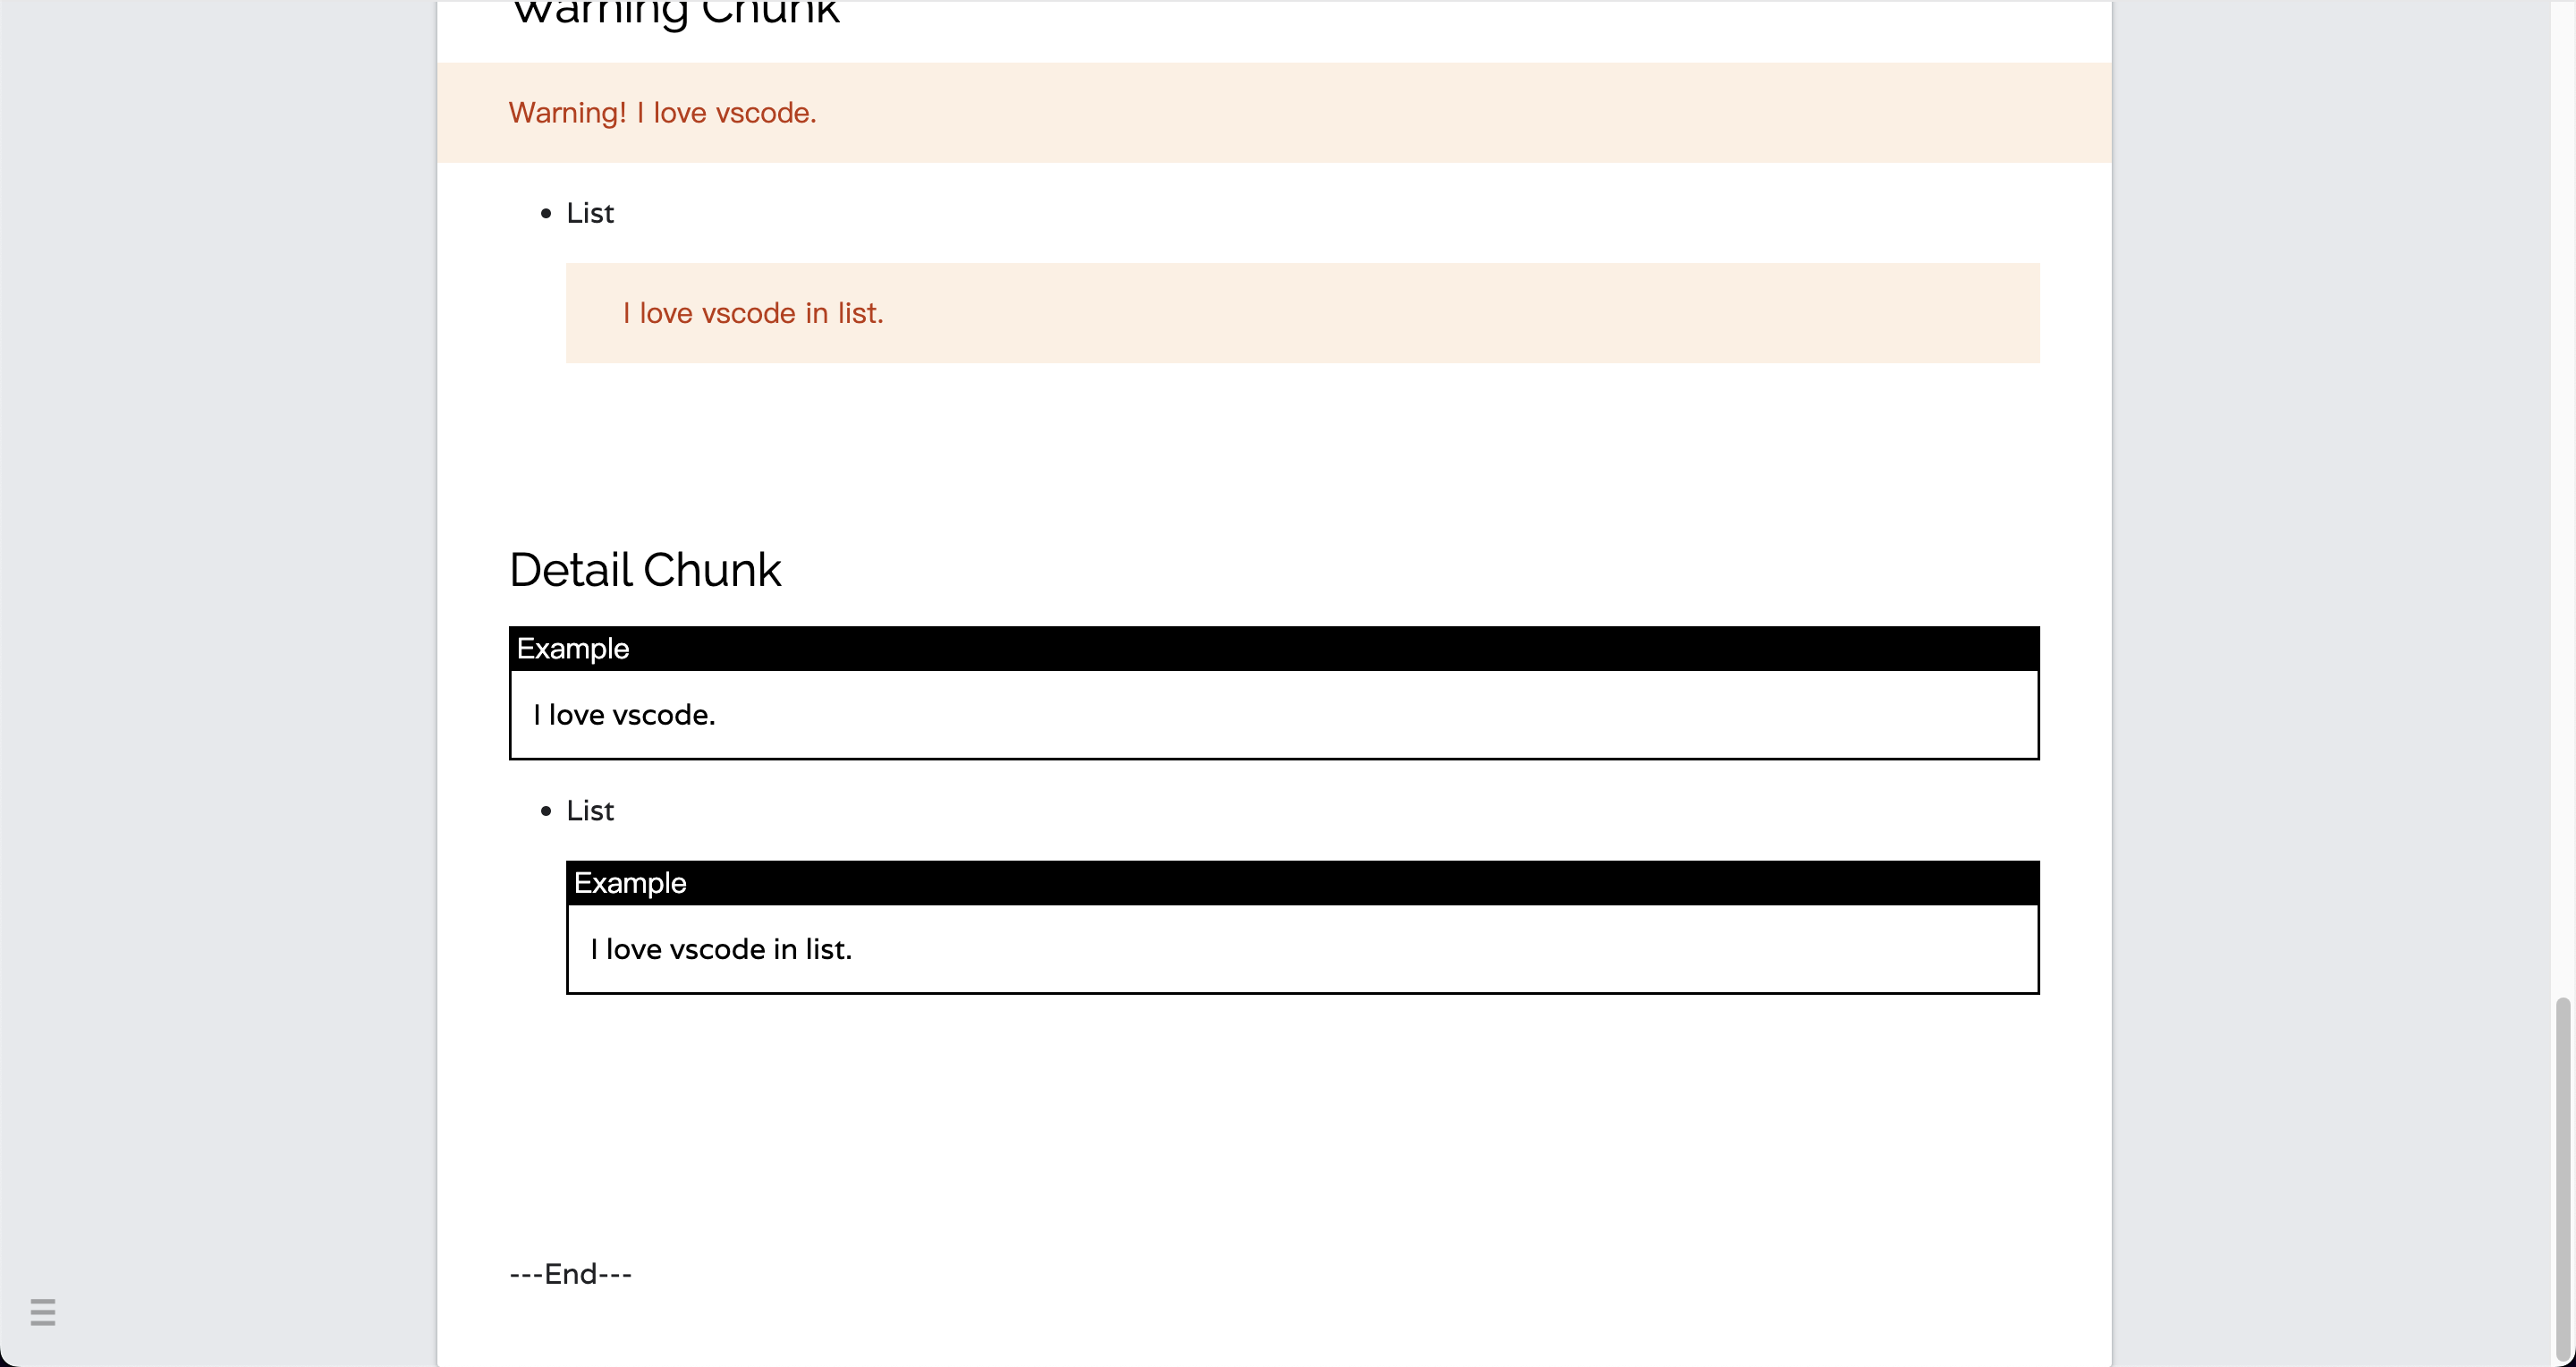 Warning Chunk
Warning! I love vscode.
List
I love vscode in list.
Detail Chunk
Example
I love vscode.
List
Example
I love vscode in list.
---End---